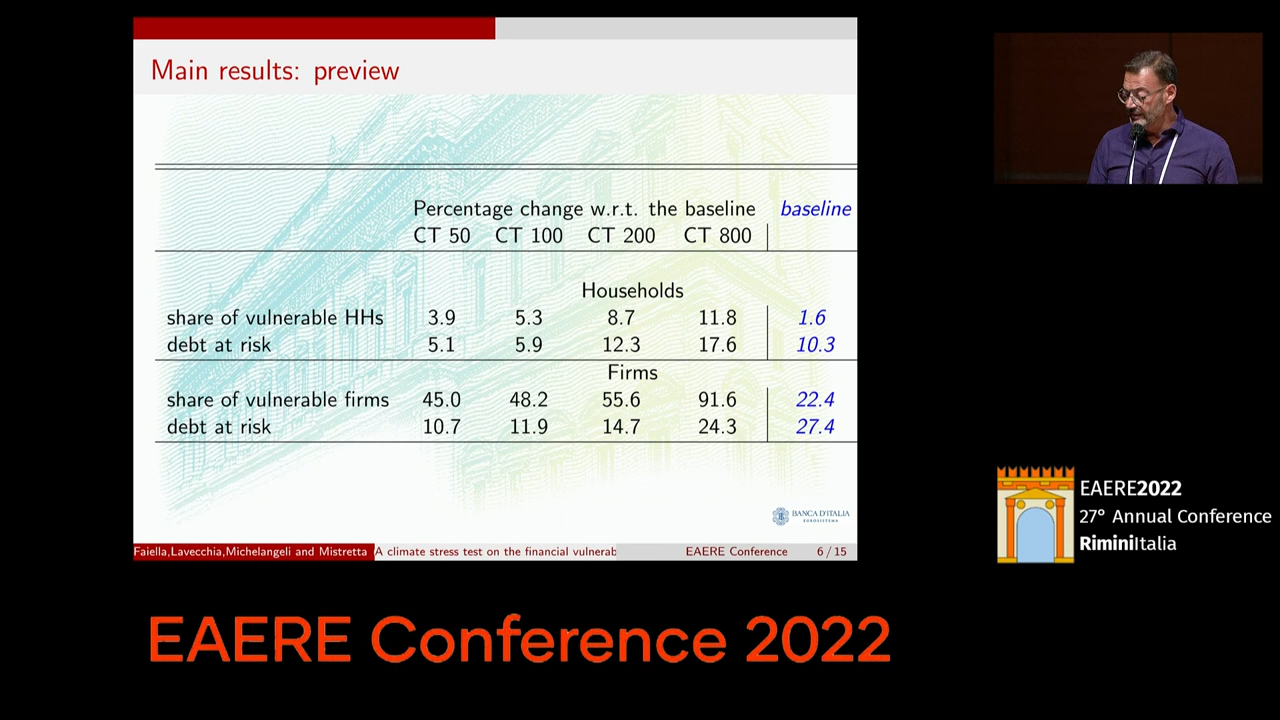 Main results: preview
Percentage change w.r.t. the baseline baseline
CT 50 CT 100 CT 200 CT 800
Households
share of vulnerable HHs 3.9 5.3 8.7 11.8 1.6
debt at risk 5.1 5.9 12.3 17.6 10.3
Firms
share of vulnerable firms 45.0 48.2 55.6 91.6 22.4
debt at risk 10.7 11.9 14.7 24.3 27.4
BANCA D'ITALIA
EUROSISTEMA
Faiella,Lavecchia,Michelangeli and Mistretta A climate stress test on the financial vulnerab EAERE Conference 6 / 15
EAERE2022
27° Annual Conference
RiminiItalia
EAERE Conference 2022